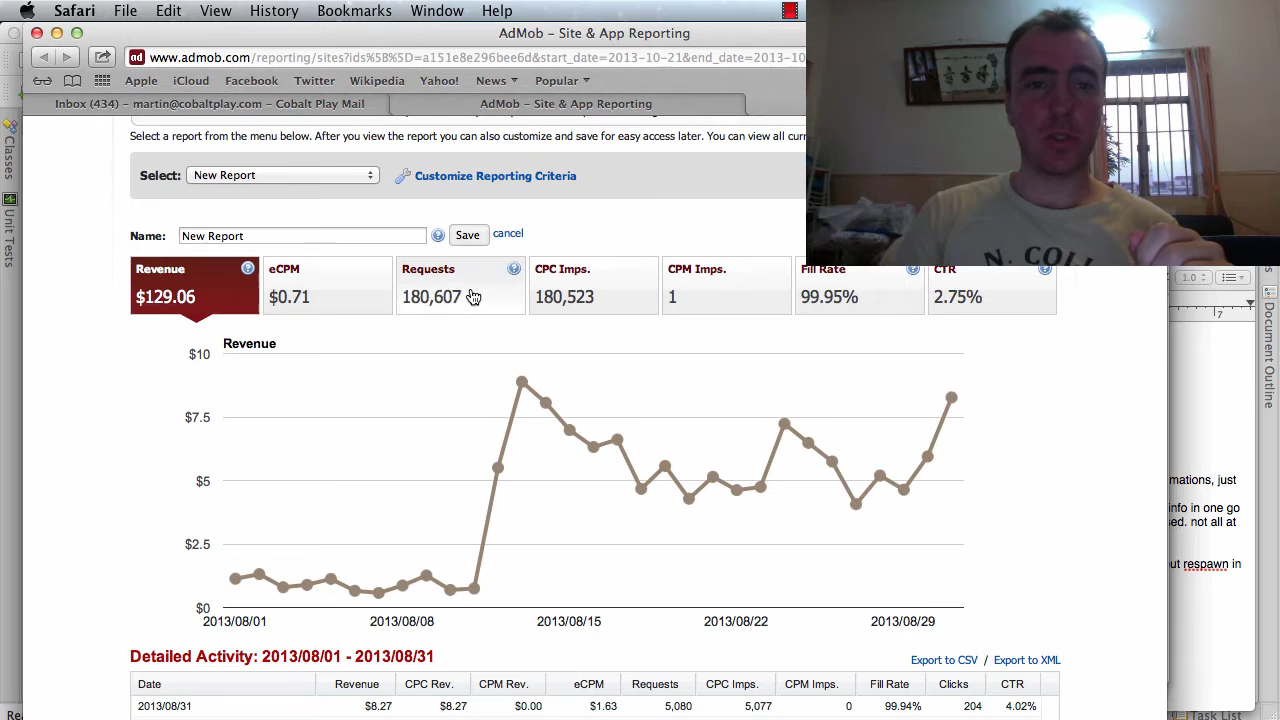 Safari File Edit View History Bookmarks Window Help
AdMob – Site & App Reporting
ad www.admob.com/reporting/sites?ids%5B%5D=a151e8e296bee6d&start_date=2013-10-21&end_date=2013-10
Apple iCloud Facebook Twitter Wikipedia Yahoo! News Popular
Inbox (434) – martin@cobaltplay.com – Cobalt Play Mail AdMob – Site & App Reporting
Classes
Unit Tests
Select a report from the menu below. After you view the report you can also customize and save for easy access later. You can view all curr
Select: New Report Customize Reporting Criteria
Name: New Report ? Save cancel
N. COLL
Revenue ? eCPM Requests ? CPC Imps. CPM Imps. Fill Rate ? CTR ?
$129.06 $0.71 180,607 180,523 1 99.95% 2.75%
1.0
7
Document Outline
Revenue
$10
$7.5
$5
$2.5
$0
2013/08/01 2013/08/08 2013/08/15 2013/08/22 2013/08/29
mations, just
info in one go
sed. not all at
ut respawn in
Detailed Activity: 2013/08/01 - 2013/08/31
Export to CSV / Export to XML
Date Revenue CPC Rev. CPM Rev. eCPM Requests CPC Imps. CPM Imps. Fill Rate Clicks CTR
2013/08/31 $8.27 $8.27 $0.00 $1.63 5,080 5,077 0 99.94% 204 4.02%
Rea
Task List